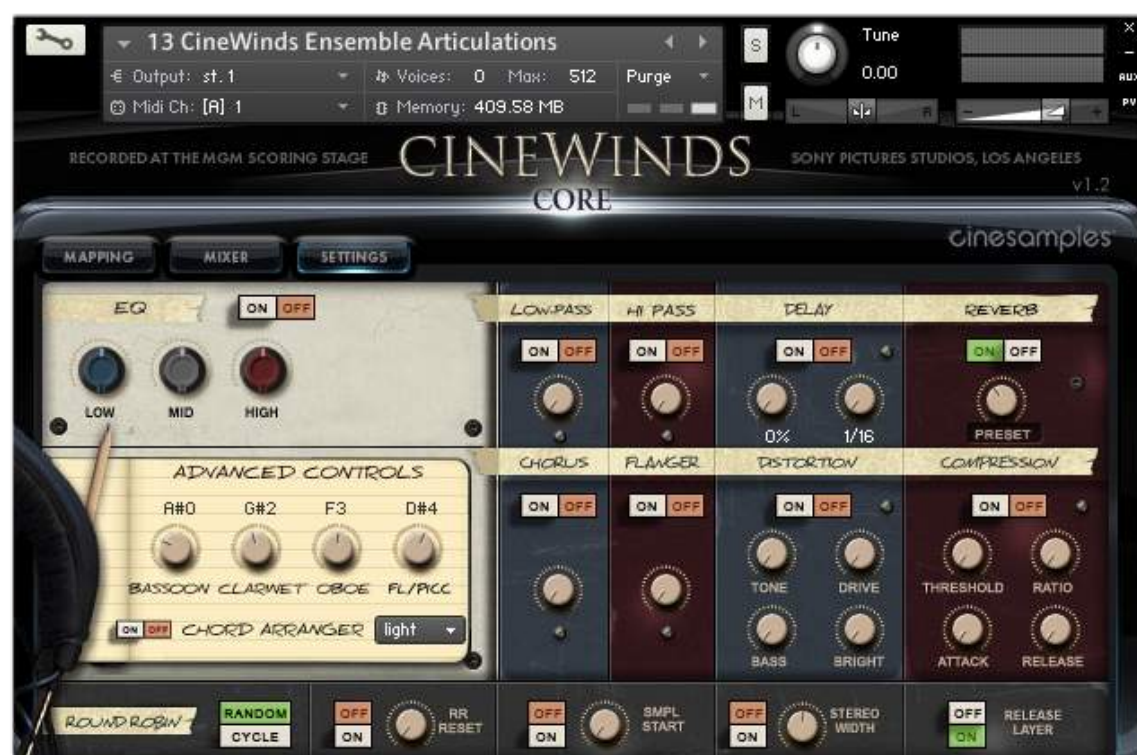 13 CineWinds Ensemble Articulations
S
Tune
0.00
X
Output: st. 1
Voices: 0 Max: 512
Purge
AUX
Midi Ch: [A] 1
Memory: 409.58 MB
M
L
R
- +
PV
RECORDED AT THE MGM SCORING STAGE
CINEWINDS
CORE
SONY PICTURES STUDIOS, LOS ANGELES
v1.2
cinesamples
MAPPING MIXER SETTINGS
EQ ON OFF
LOW-PASS HI PASS DELAY REVERB
ON OFF ON OFF ON OFF ON OFF
LOW MID HIGH
0% 1/16 PRESET
CHORUS FLANGER DISTORTION COMPRESSION
ADVANCED CONTROLS
ON OFF ON OFF ON OFF ON OFF
A#0 G#2 F3 D#4
BASSOON CLARINET OBOE FL/PICC
TONE DRIVE THRESHOLD RATIO
ON OFF CHORD ARRANGER light
BASS BRIGHT ATTACK RELEASE
ROUND ROBIN
RANDOM
CYCLE
OFF
ON
RR
RESET
OFF
ON
SMPL
START
OFF
ON
STEREO
WIDTH
OFF
ON
RELEASE
LAYER